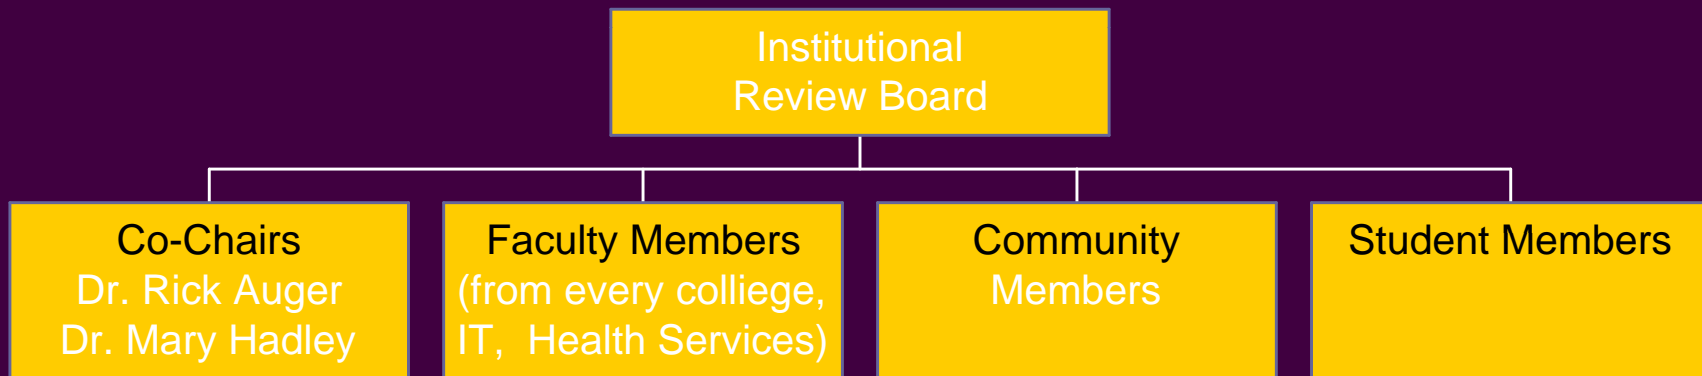 Institutional
Review Board
Co-Chairs
Dr. Rick Auger
Dr. Mary Hadley
Faculty Members
(from every colliege,
IT,  Health Services)
Community
Members
Student Members